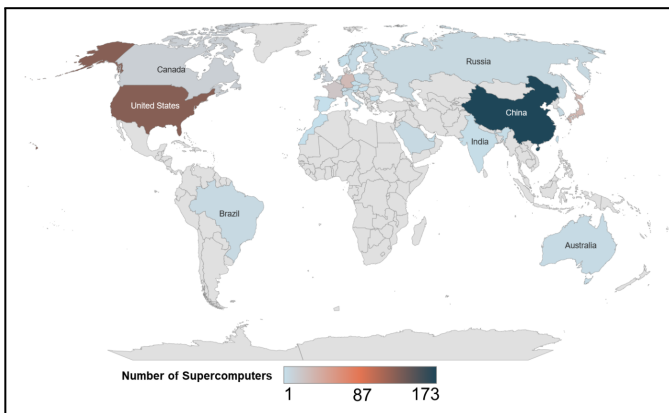 Canada
Russia
United States
China
India
Brazil
Australia
Number of Supercomputers
1 87 173